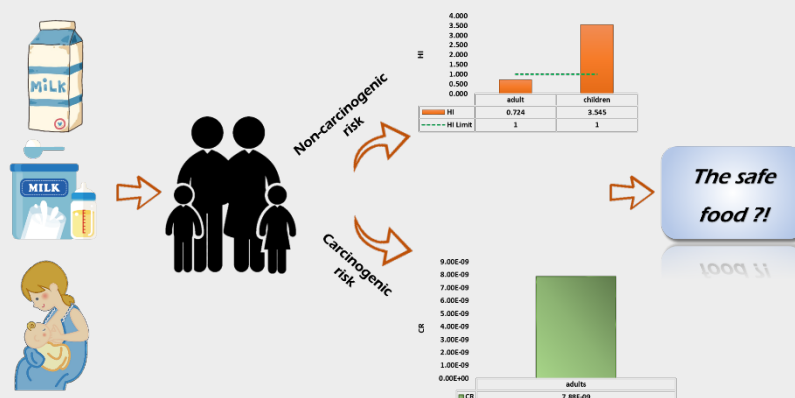 MiLK
MILK
Non-carcinogenic
risk
Carcinogenic
risk
HI
4.000
3.500
3.000
2.500
2.000
1.500
1.000
0.500
0.000
adult children
HI 0.724 3.545
Hi Limit 1 1
CR
9.00E-09
8.00E-09
7.00E-09
6.00E-09
5.00E-09
4.00E-09
3.00E-09
2.00E-09
1.00E-09
0.00E+00
adults
CR 7.88E-09
The safe
food ?!